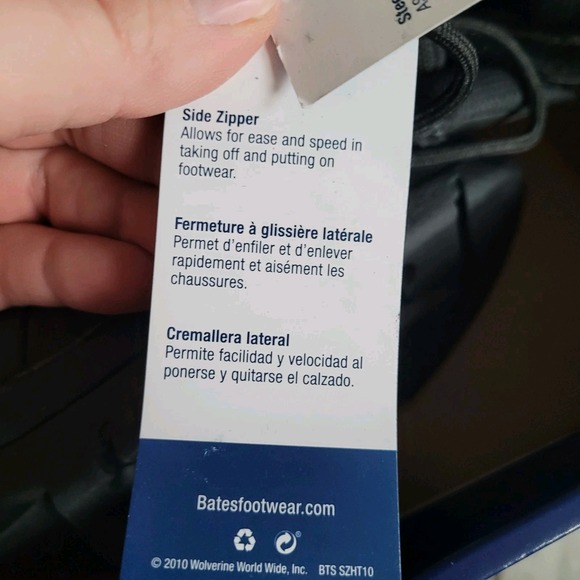 Side Zipper
Allows for ease and speed in
taking off and putting on
footwear.
Fermeture à glissière latérale
Permet d'enfiler et d'enlever
rapidement et aisément les
chaussures.
Cremallera lateral
Permite facilidad y velocidad al
ponerse y quitarse el calzado.
Batesfootwear.com
© 2010 Wolverine World Wide, Inc. BTS SZHT10